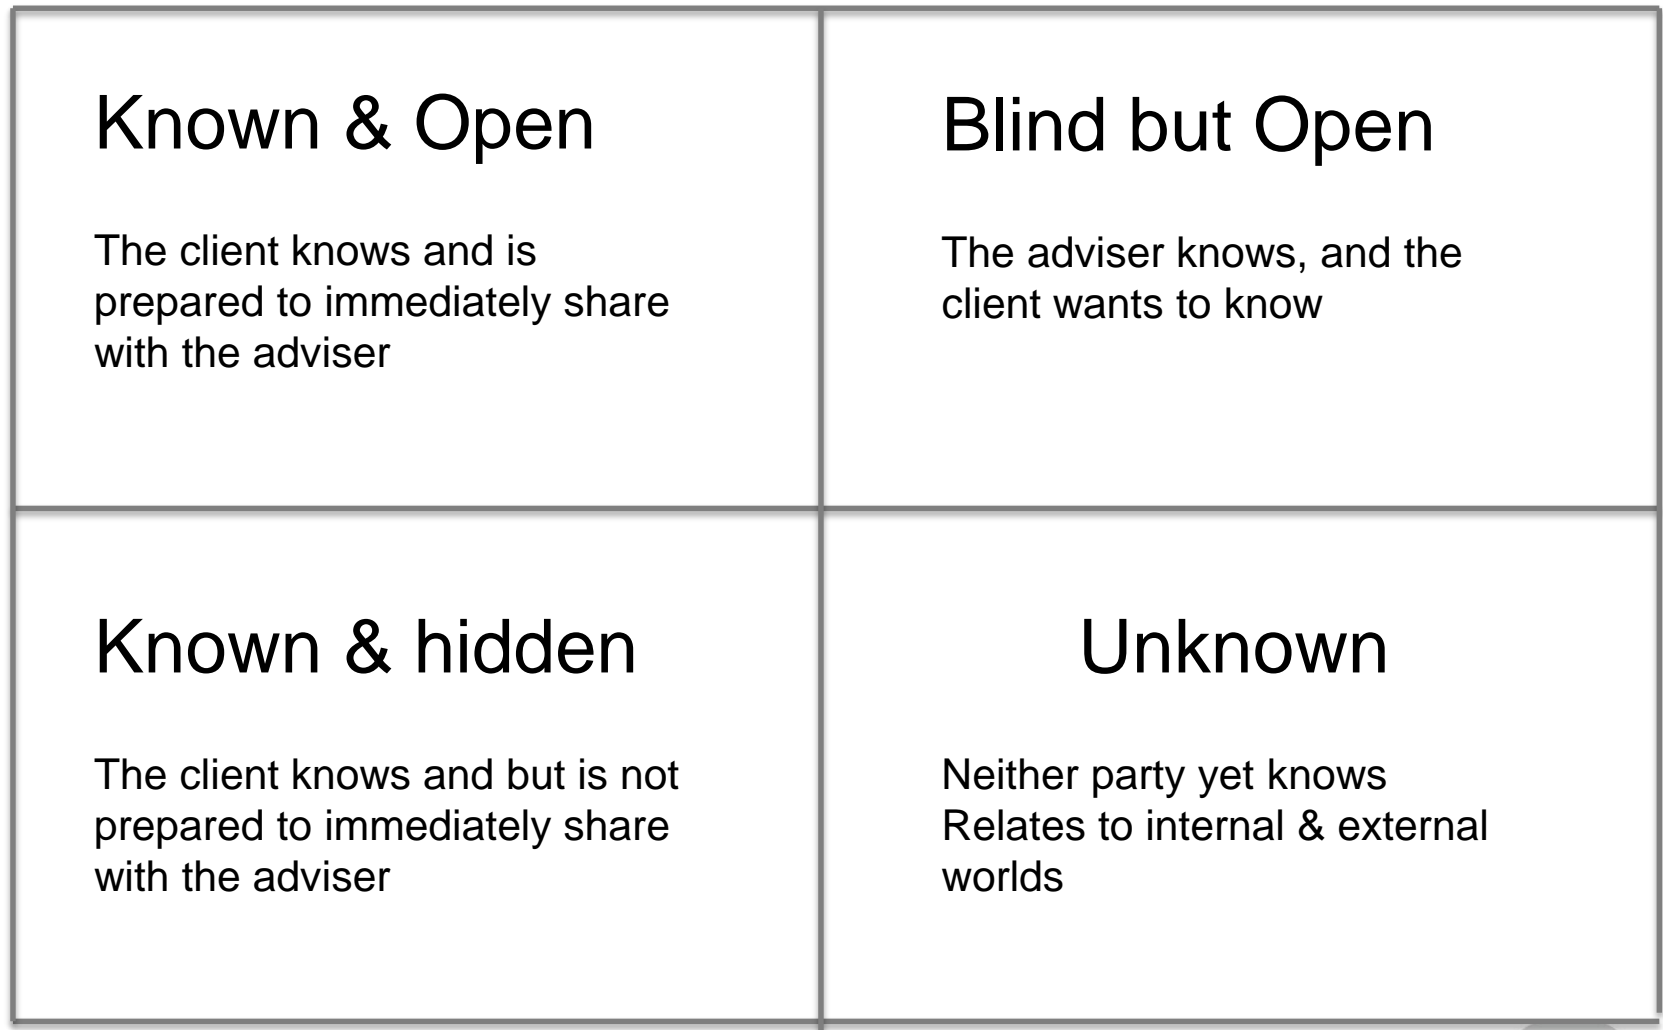 Known & Open
The client knows and is
prepared to immediately share
with the adviser
Blind but Open
The adviser knows, and the
client wants to know
Known & hidden
The client knows and but is not
prepared to immediately share
with the adviser
Unknown
Neither party yet knows
Relates to internal & external
worlds